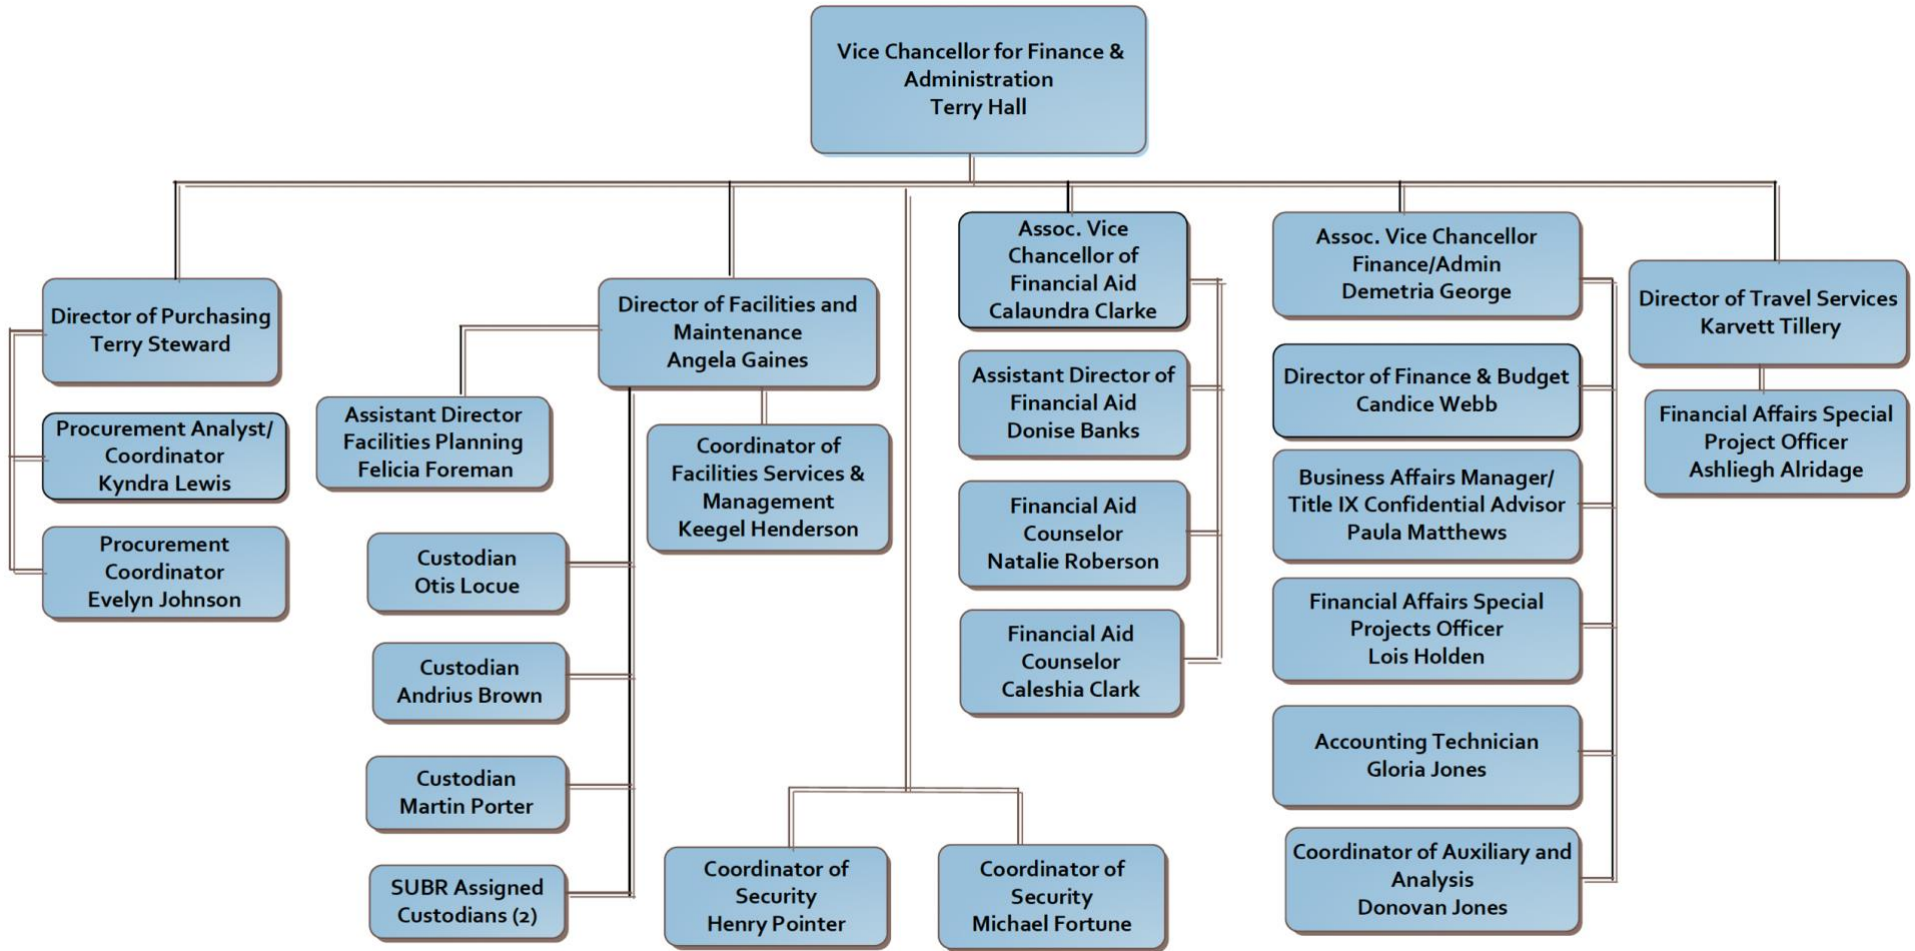 Vice Chancellor for Finance &
Administration
Terry Hall
Director of Purchasing
Terry Steward
Procurement Analyst/
Coordinator
Kyndra Lewis
Procurement
Coordinator
Evelyn Johnson
Director of Facilities and
Maintenance
Angela Gaines
Assistant Director
Facilities Planning
Felicia Foreman
Coordinator of
Facilities Services &
Management
Keegel Henderson
Custodian
Otis Locue
Custodian
Andrius Brown
Custodian
Martin Porter
SUBR Assigned
Custodians (2)
Coordinator of
Security
Henry Pointer
Coordinator of
Security
Michael Fortune
Assoc. Vice
Chancellor of
Financial Aid
Calaundra Clarke
Assistant Director of
Financial Aid
Donise Banks
Financial Aid
Counselor
Natalie Roberson
Financial Aid
Counselor
Caleshia Clark
Assoc. Vice Chancellor
Finance/Admin
Demetria George
Director of Finance & Budget
Candice Webb
Business Affairs Manager/
Title IX Confidential Advisor
Paula Matthews
Financial Affairs Special
Projects Officer
Lois Holden
Accounting Technician
Gloria Jones
Coordinator of Auxiliary and
Analysis
Donovan Jones
Director of Travel Services
Karvett Tillery
Financial Affairs Special
Project Officer
Ashliegh Alridage